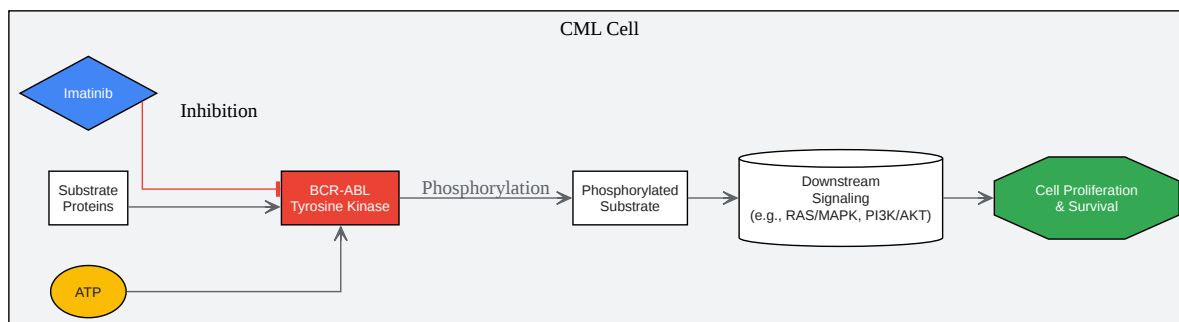 CML Cell
Imatinib
Inhibition
Substrate
Proteins
BCR-ABL
Tyrosine Kinase
Phosphorylation
Phosphorylated
Substrate
Downstream
Signaling
(e.g., RAS/MAPK, PI3K/AKT)
Cell Proliferation
& Survival
ATP